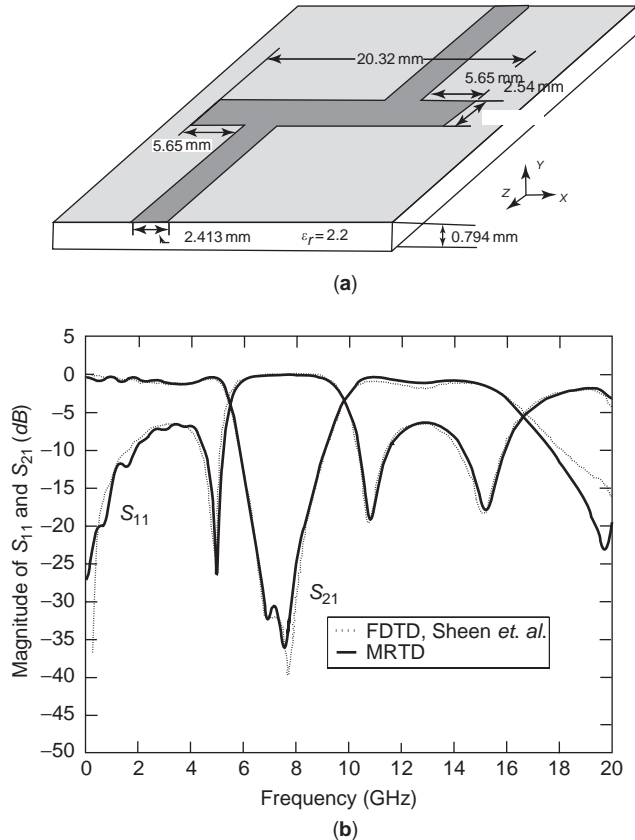 20.32 mm
5.65 mm
2.54 mm
5.65 mm
Y
Z
X
2.413 mm
εr = 2.2
0.794 mm
(a)
Magnitude of S11 and S21 (dB)
5
0
−5
−10
−15
−20
−25
−30
−35
−40
−45
−50
S11
S21
FDTD, Sheen et. al.
MRTD
0 2 4 6 8 10 12 14 16 18 20
Frequency (GHz)
(b)